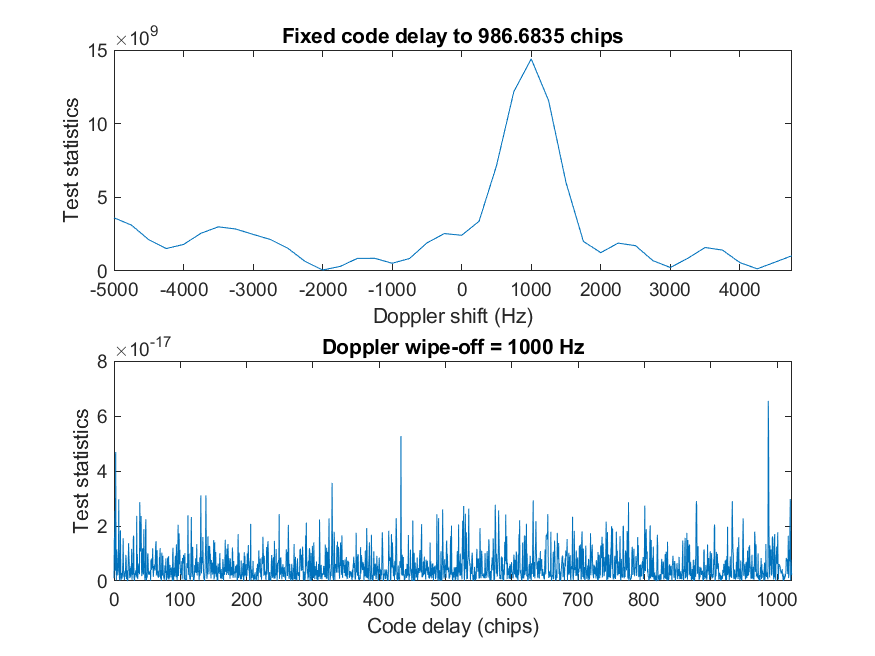 ×10^9
Fixed code delay to 986.6835 chips
15
10
5
0
Test statistics
-5000 -4000 -3000 -2000 -1000 0 1000 2000 3000 4000
Doppler shift (Hz)
×10^-17
Doppler wipe-off = 1000 Hz
8
6
4
2
0
Test statistics
0 100 200 300 400 500 600 700 800 900 1000
Code delay (chips)